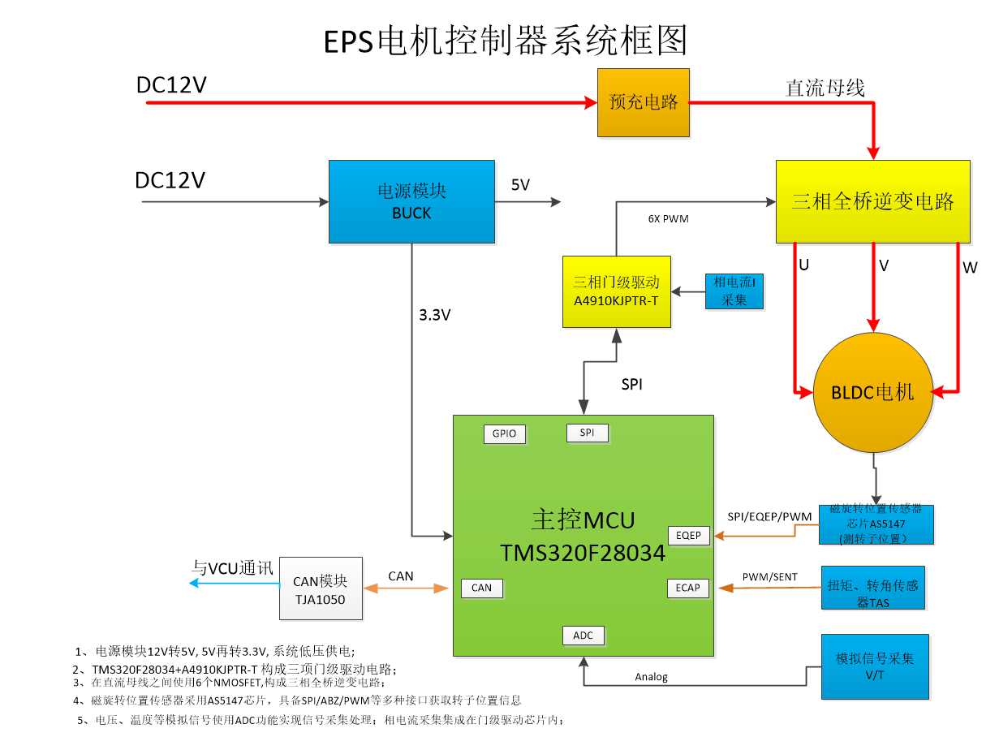 EPS电机控制器系统框图
DC12V
预充电路
直流母线
DC12V
电源模块
BUCK
5V
三相全桥逆变电路
6X PWM
U
V
W
三相门级驱动
A4910KJPTR-T
相电流I
采集
3.3V
SPI
BLDC电机
GPIO
SPI
主控MCU
TMS320F28034
EQEP
SPI/EQEP/PWM
磁旋转位置传感器
芯片AS5147
(测转子位置）
与VCU通讯
CAN模块
TJA1050
CAN
CAN
ECAP
PWM/SENT
扭矩、转角传感
器TAS
ADC
Analog
模拟信号采集
V/T
1、电源模块12V转5V, 5V再转3.3V, 系统低压供电;
2、TMS320F28034+A4910KJPTR-T 构成三项门级驱动电路；
3、在直流母线之间使用6个NMOSFET,构成三相全桥逆变电路；
4、磁旋转位置传感器采用AS5147芯片，具备SPI/ABZ/PWM等多种接口获取转子位置信息
5、电压、温度等模拟信号使用ADC功能实现信号采集处理；相电流采集集成在门级驱动芯片内；